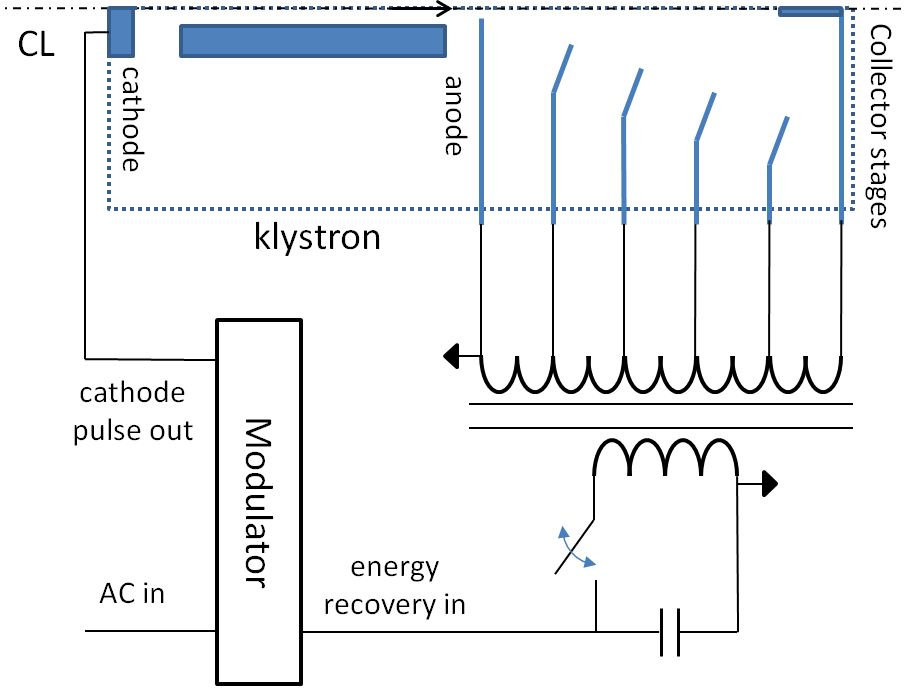 CL
cathode
anode
Collector stages
klystron
cathode
pulse out
Modulator
energy
recovery in
AC in